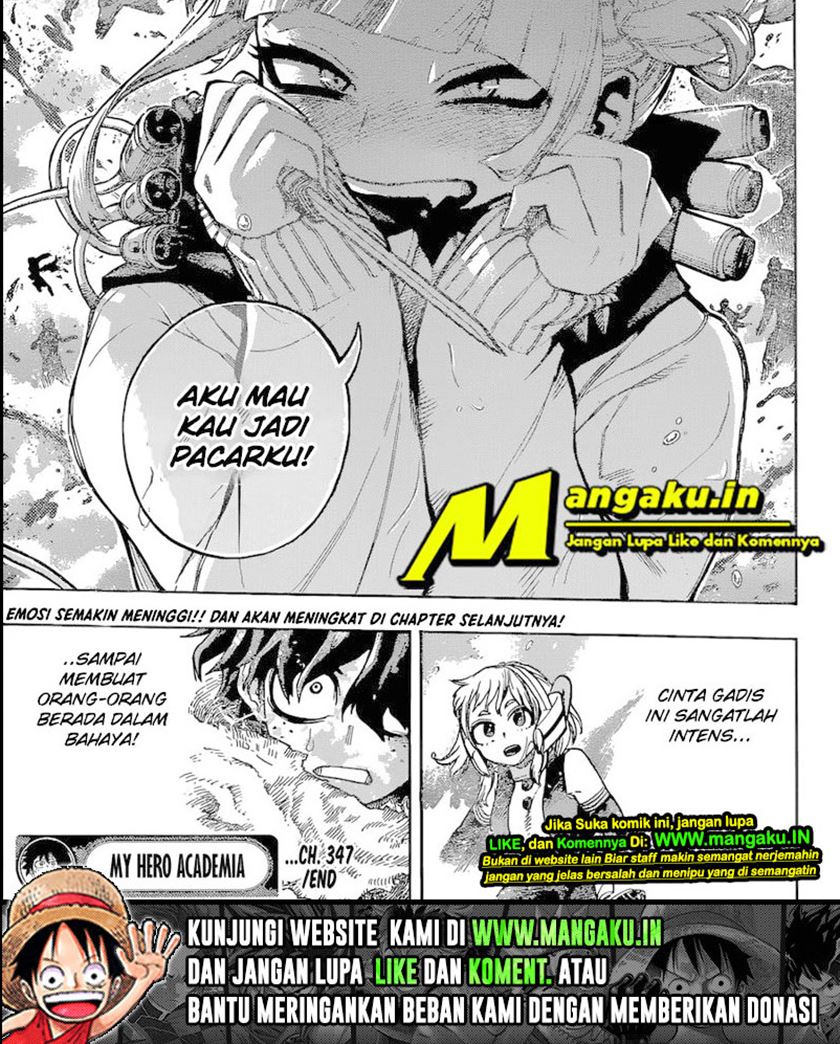 AKU MAU
KAU JADI
PACARKU!
Mangaku.in
Jangan Lupa Like dan Komennya
EMOSI SEMAKIN MENINGGI!! DAN AKAN MENINGKAT DI CHAPTER SELANJUTNYA!
CINTA GADIS
INI SANGATLAH
INTENS...
..SAMPAI
MEMBUAT
ORANG-ORANG
BERADA DALAM
BAHAYA!
Jika Suka komik ini, jangan lupa
LIKE, dan Komennya Di: WWW.mangaku.IN
Bukan di website lain Biar staff makin semangat nerjemahin
jangan yang jelas bersalah dan menipu yang di semangatin
MY HERO ACADEMIA
...CH. 347
/END
KUNJUNGI WEBSITE KAMI DI WWW.MANGAKU.IN
DAN JANGAN LUPA LIKE DAN KOMENT. ATAU
BANTU MERINGANKAN BEBAN KAMI DENGAN MEMBERIKAN DONASI